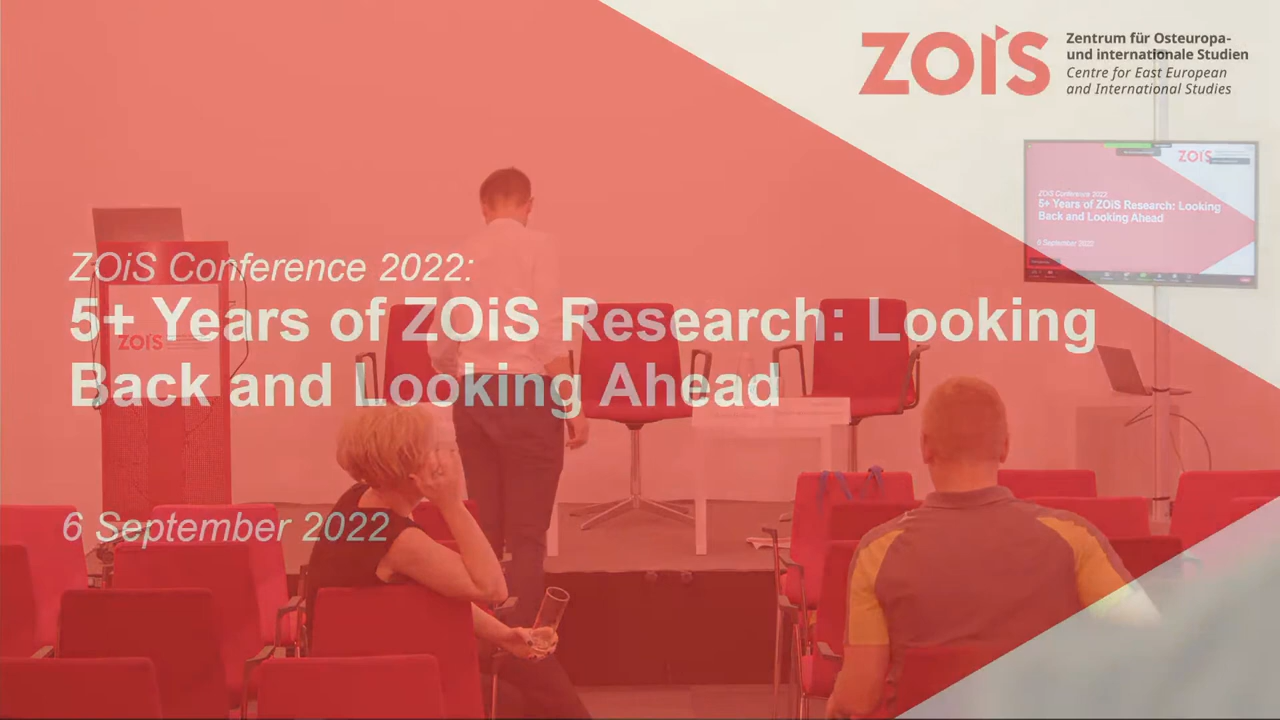 ZOiS
Zentrum für Osteuropa-
und internationale Studien
Centre for East European
and International Studies
ZOiS
ZOiS Conference 2022
5+ Years of ZOiS Research: Looking
Back and Looking Ahead
6 September 2022
ZOiS Conference 2022:
5+ Years of ZOiS Research: Looking
Back and Looking Ahead
ZOiS
6 September 2022